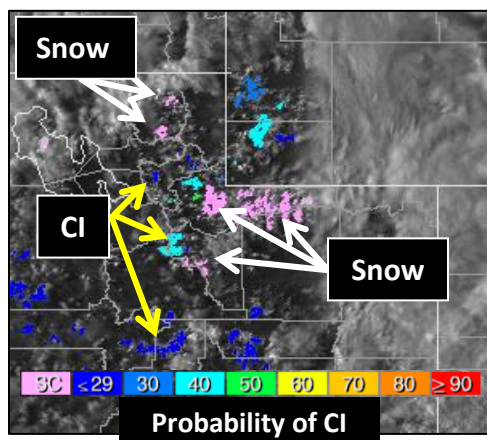 Snow
CI
Snow
SC ≤29 30 40 50 60 70 80 ≥ 90
Probability of CI